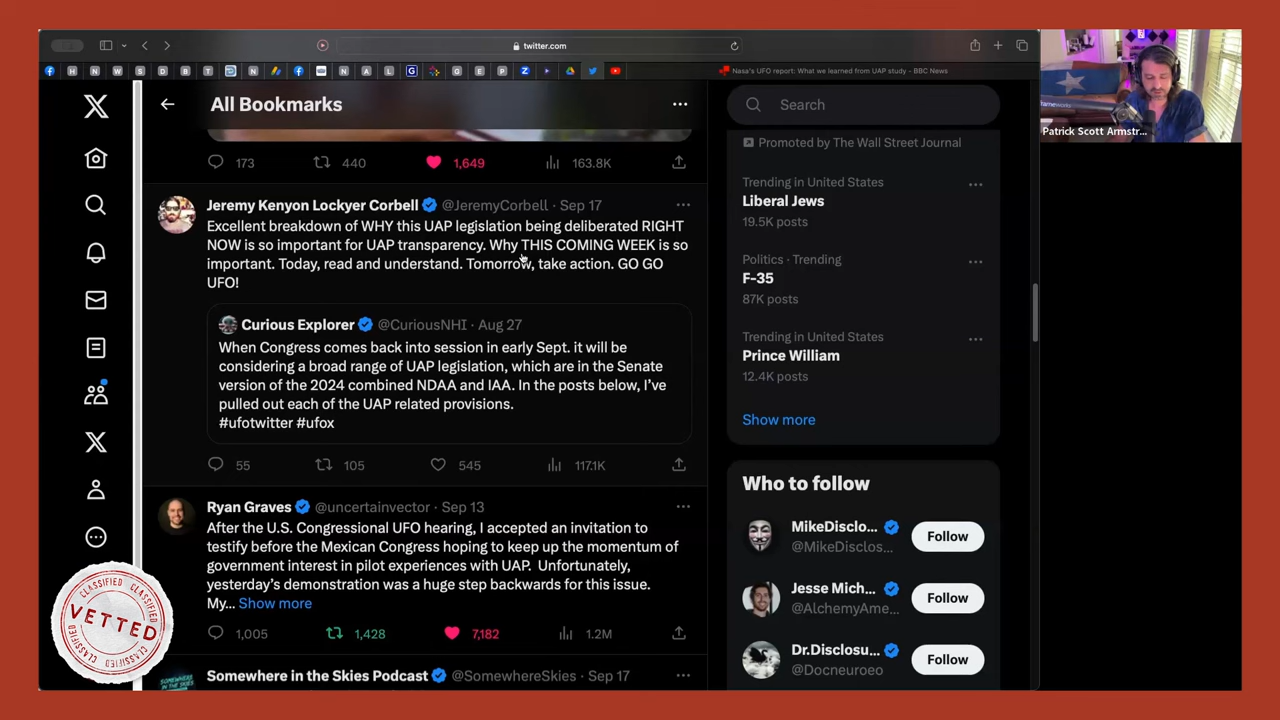 twitter.com
Nasa's UFO report: What we learned from UAP study - BBC News
All Bookmarks
173
440
1,649
163.8K
Jeremy Kenyon Lockyer Corbell @JeremyCorbell · Sep 17
Excellent breakdown of WHY this UAP legislation being deliberated RIGHT
NOW is so important for UAP transparency. Why THIS COMING WEEK is so
important. Today, read and understand. Tomorrow, take action. GO GO
UFO!
Curious Explorer @CuriousNHI · Aug 27
When Congress comes back into session in early Sept. it will be
considering a broad range of UAP legislation, which are in the Senate
version of the 2024 combined NDAA and IAA. In the posts below, I've
pulled out each of the UAP related provisions.
#ufotwitter #ufox
55
105
545
117.1K
Ryan Graves @uncertainvector · Sep 13
After the U.S. Congressional UFO hearing, I accepted an invitation to
testify before the Mexican Congress hoping to keep up the momentum of
government interest in pilot experiences with UAP. Unfortunately,
yesterday's demonstration was a huge step backwards for this issue.
My... Show more
1,005
1,428
7,182
1.2M
Somewhere in the Skies Podcast @SomewhereSkies · Sep 17
Search
Promoted by The Wall Street Journal
Trending in United States
Liberal Jews
19.5K posts
Politics · Trending
F-35
87K posts
Trending in United States
Prince William
12.4K posts
Show more
Who to follow
MikeDisclo...
@MikeDisclos...
Follow
Jesse Mich...
@AlchemyAme...
Follow
Dr.Disclosu...
@Docneuroeo
Follow
Patrick Scott Armstr...
CLASSIFIED
VETTED
CLASSIFIED